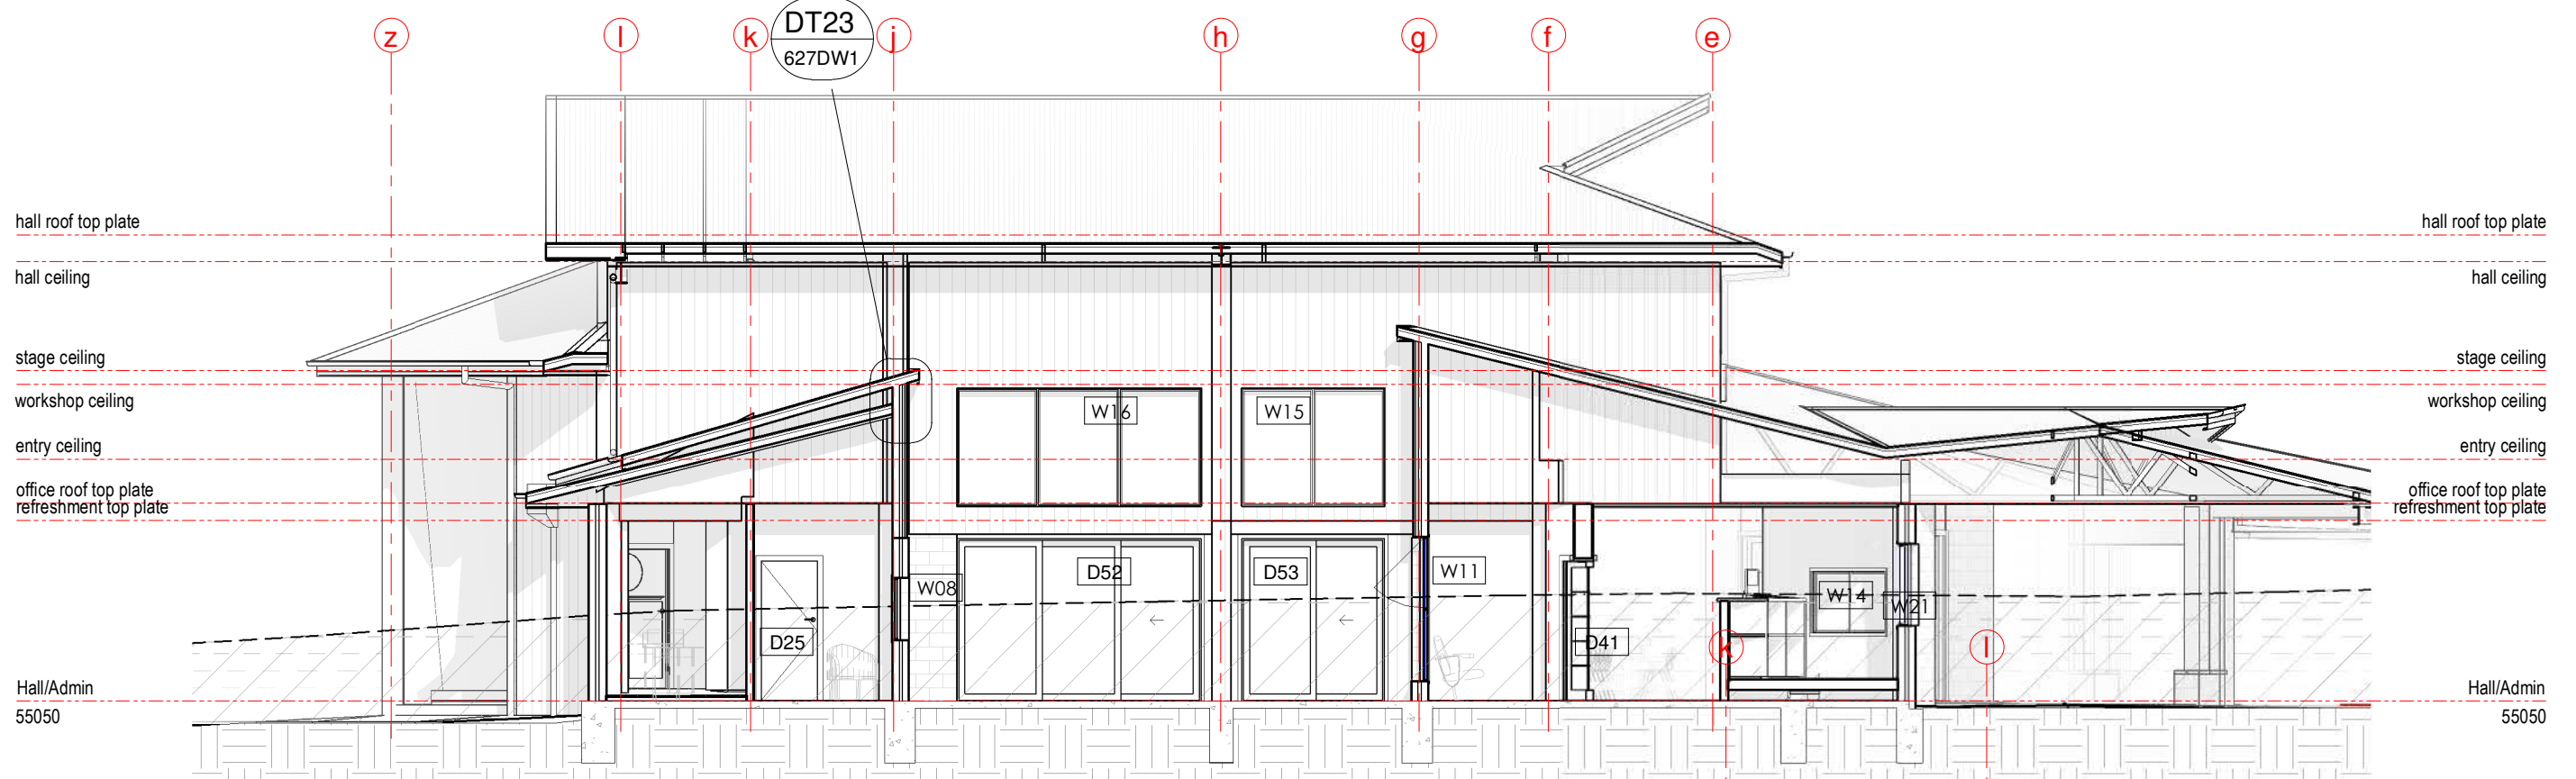 DT23
627DW1
z
l
k
j
h
g
f
e
hall roof top plate
hall roof top plate
hall ceiling
hall ceiling
stage ceiling
stage ceiling
workshop ceiling
workshop ceiling
W16
W15
entry ceiling
entry ceiling
office roof top plate
office roof top plate
refreshment top plate
refreshment top plate
D52
D53
W11
W08
W14
W21
D25
D41
k
l
Hall/Admin
Hall/Admin
55050
55050